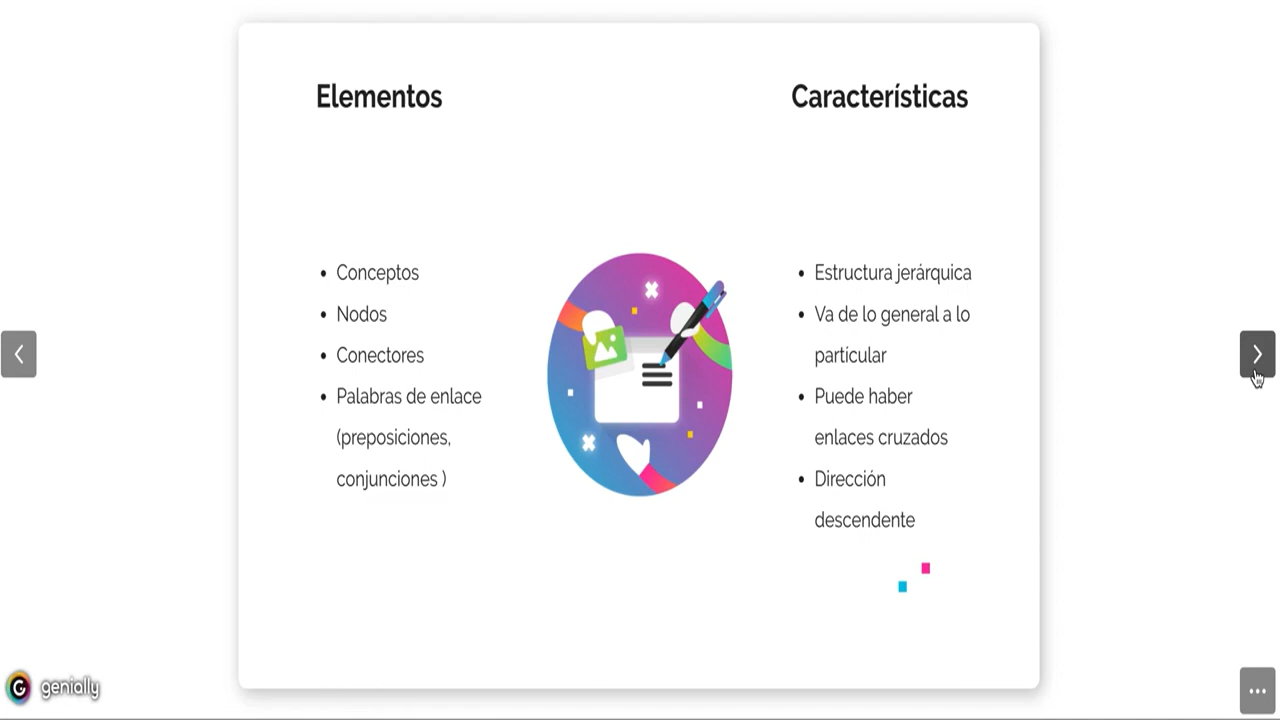 Elementos
Características
• Conceptos
• Nodos
• Conectores
• Palabras de enlace
(preposiciones,
conjunciones )
• Estructura jerárquica
• Va de lo general a lo
particular
• Puede haber
enlaces cruzados
• Dirección
descendente
genially